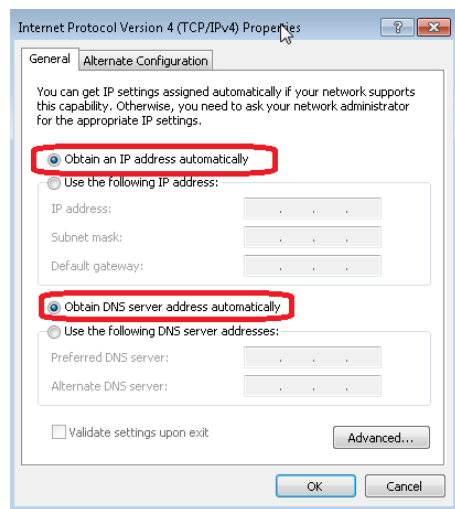 Internet Protocol Version 4 (TCP/IPv4) Properties
General
Alternate Configuration
You can get IP settings assigned automatically if your network supports
this capability. Otherwise, you need to ask your network administrator
for the appropriate IP settings.
Obtain an IP address automatically
Use the following IP address:
IP address:
Subnet mask:
Default gateway:
Obtain DNS server address automatically
Use the following DNS server addresses:
Preferred DNS server:
Alternate DNS server:
Validate settings upon exit
Advanced...
OK
Cancel